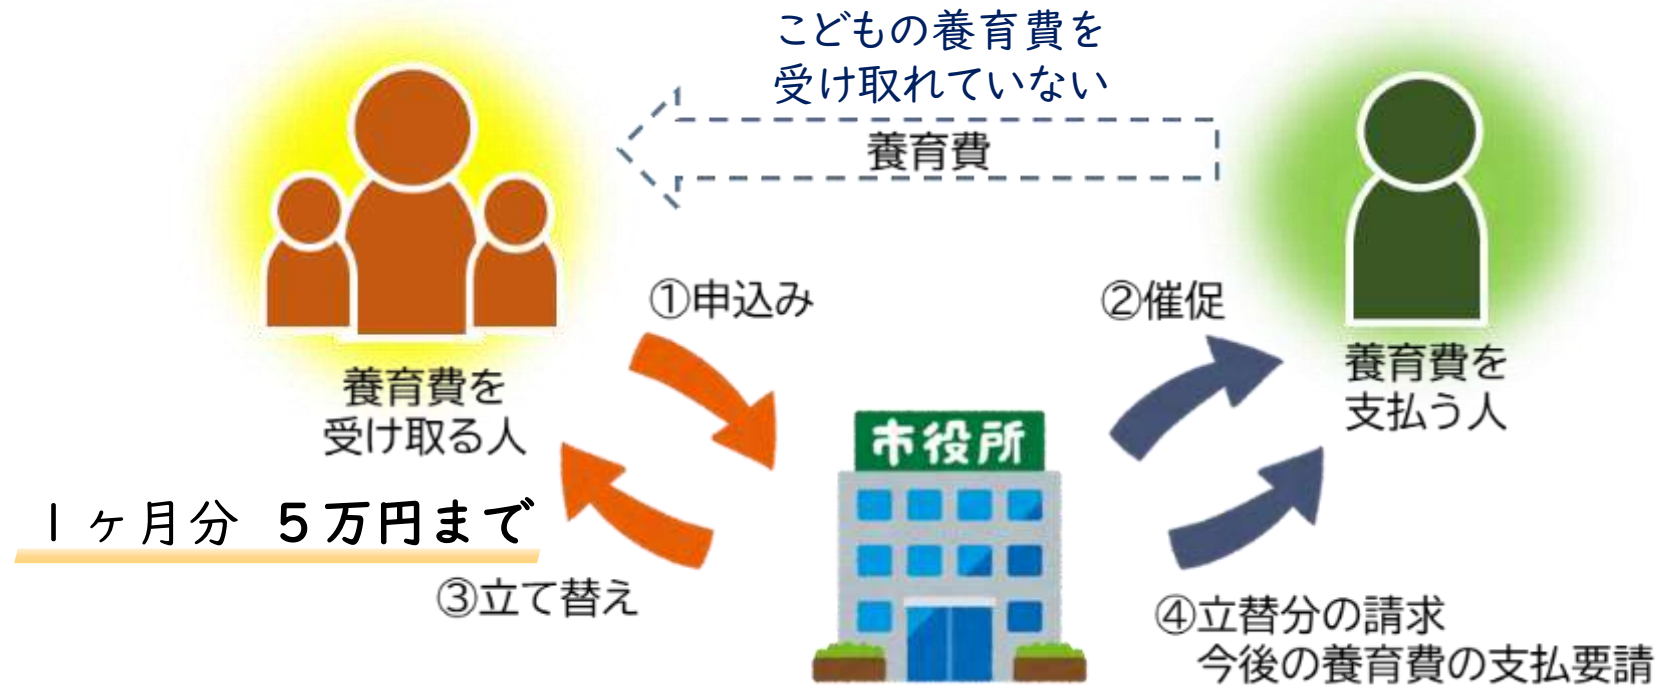 こどもの養育費を
受け取れていない
養育費
①申込み
②催促
養育費を
受け取る人
養育費を
支払う人
市役所
1ヶ月分 5万円まで
③立て替え
④立替分の請求
今後の養育費の支払要請